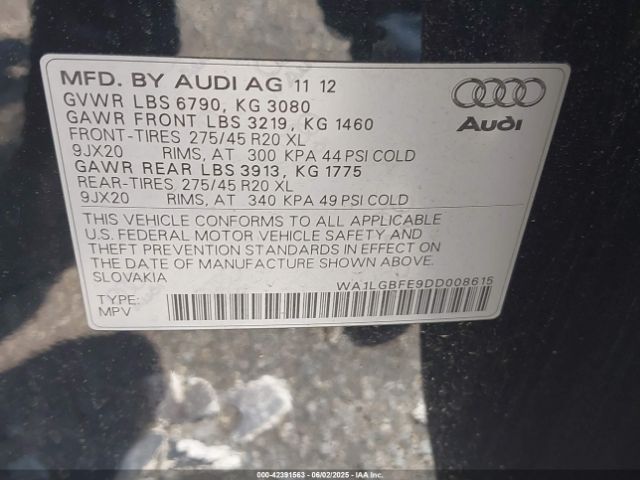 MFD. BY AUDI AG 11 12
GVWR LBS 6790, KG 3080
GAWR FRONT LBS 3219, KG 1460
FRONT-TIRES 275/45 R20 XL
9JX20 RIMS, AT 300 KPA 44 PSI COLD
GAWR REAR LBS 3913, KG 1775
REAR-TIRES 275/45 R20 XL
9JX20 RIMS, AT 340 KPA 49 PSI COLD
Audi
THIS VEHICLE CONFORMS TO ALL APPLICABLE
U.S. FEDERAL MOTOR VEHICLE SAFETY AND
THEFT PREVENTION STANDARDS IN EFFECT ON
THE DATE OF MANUFACTURE SHOWN ABOVE.
SLOVAKIA
WA1LGBFE9DD008615
TYPE:
MPV
000-42391563 - 06/02/2025 - IAAI.COM